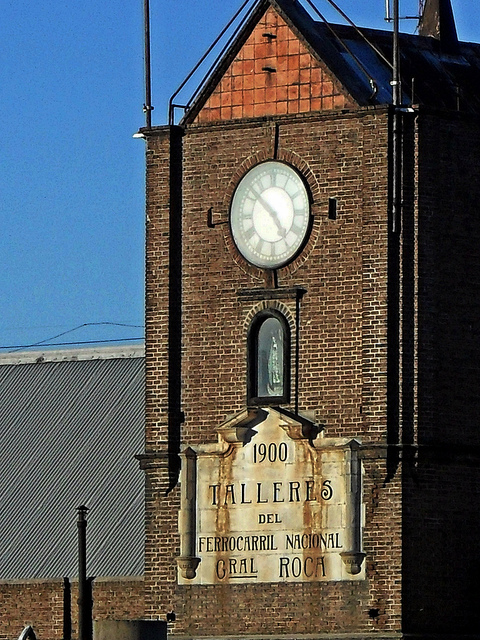 1900
TALLERES
DEL
FERROCARRIL NACIONAL
GRAL ROCA